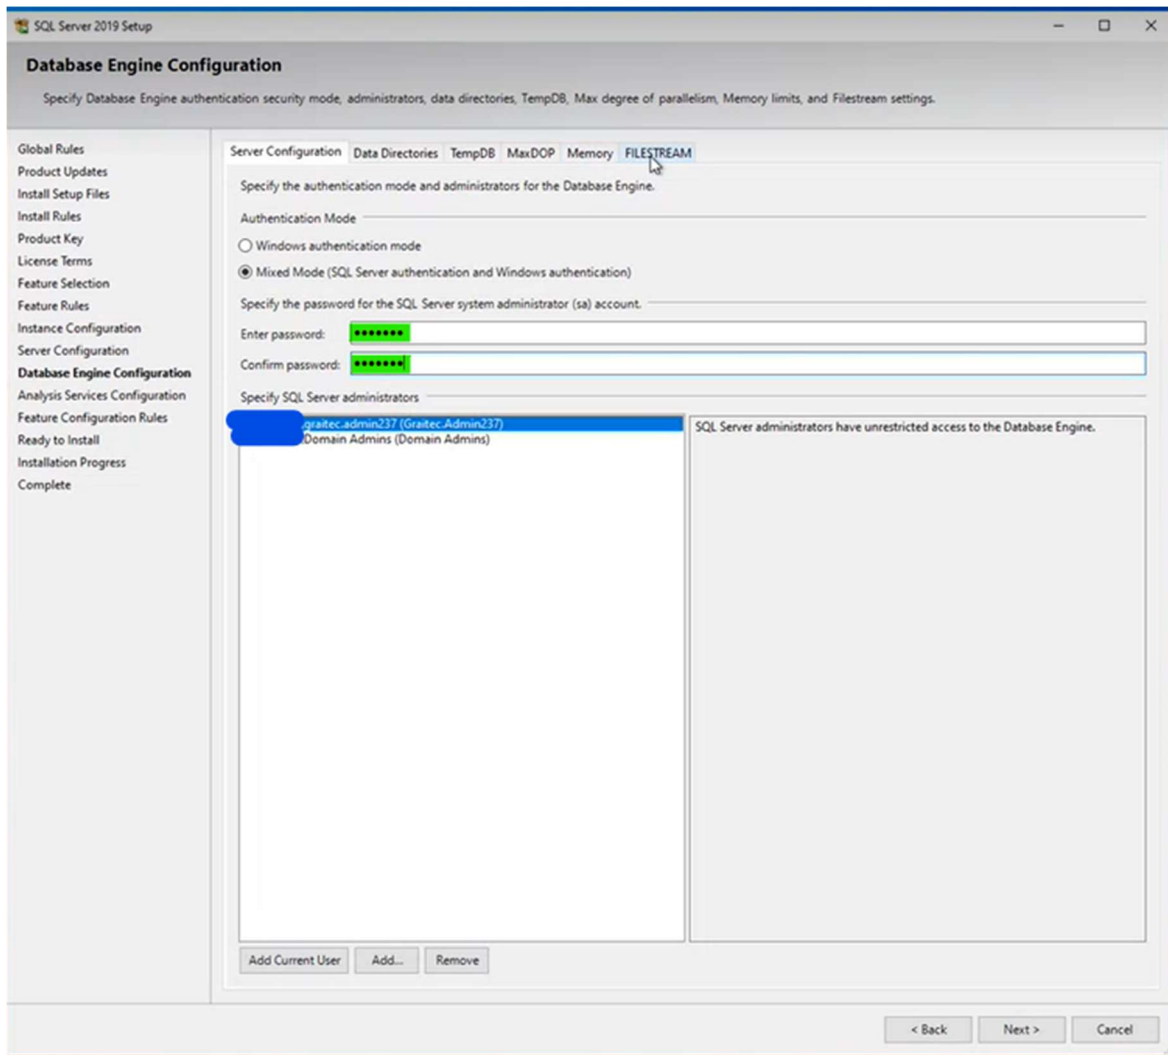 SQL Server 2019 Setup
Database Engine Configuration
Specify Database Engine authentication security mode, administrators, data directories, TempDB, Max degree of parallelism, Memory limits, and Filestream settings.
Global Rules
Product Updates
Install Setup Files
Install Rules
Product Key
License Terms
Feature Selection
Feature Rules
Instance Configuration
Server Configuration
Database Engine Configuration
Analysis Services Configuration
Feature Configuration Rules
Ready to Install
Installation Progress
Complete
Server Configuration Data Directories TempDB MaxDOP Memory FILESTREAM
Specify the authentication mode and administrators for the Database Engine.
Authentication Mode
Windows authentication mode
Mixed Mode (SQL Server authentication and Windows authentication)
Specify the password for the SQL Server system administrator (sa) account.
Enter password: •••••••
Confirm password: •••••••
Specify SQL Server administrators
graitec.admin237 (Graitec.Admin237)
Domain Admins (Domain Admins)
SQL Server administrators have unrestricted access to the Database Engine.
Add Current User Add... Remove
< Back Next > Cancel